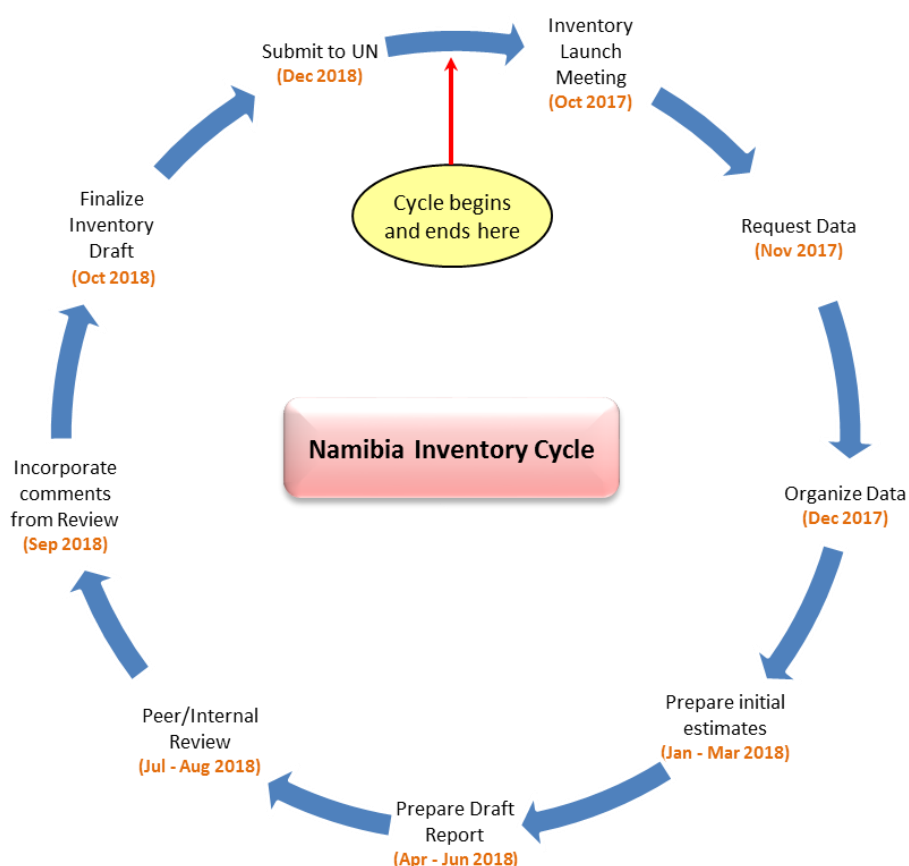 Inventory
Launch
Meeting
(Oct 2017)
Request Data
(Nov 2017)
Organize Data
(Dec 2017)
Prepare initial
estimates
(Jan - Mar 2018)
Prepare Draft
Report
(Apr - Jun 2018)
Peer/Internal
Review
(Jul - Aug 2018)
Incorporate
comments
from Review
(Sep 2018)
Finalize
Inventory
Draft
(Oct 2018)
Submit to UN
(Dec 2018)
Cycle begins
and ends here
Namibia Inventory Cycle